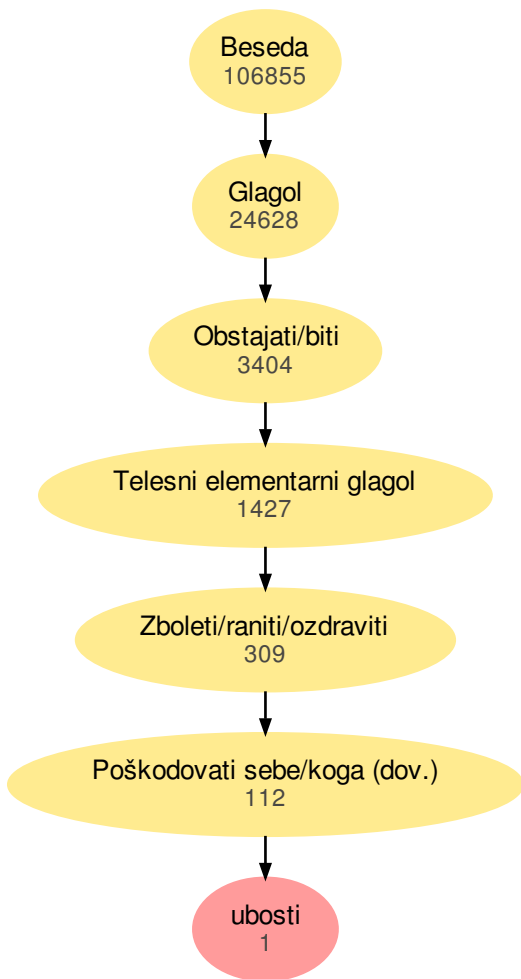 Beseda
106855
Glagol
24628
Obstajati/biti
3404
Telesni elementarni glagol
1427
Zboleti/raniti/ozdraviti
309
Poškodovati sebe/koga (dov.)
112
ubosti
1